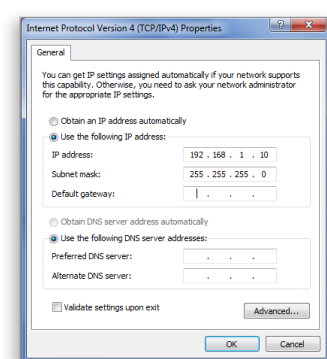 Internet Protocol Version 4 (TCP/IPv4) Properties
General
You can get IP settings assigned automatically if your network supports
this capability. Otherwise, you need to ask your network administrator
for the appropriate IP settings.
Obtain an IP address automatically
Use the following IP address:
IP address: 192 . 168 . 1 . 10
Subnet mask: 255 . 255 . 255 . 0
Default gateway: . . .
Obtain DNS server address automatically
Use the following DNS server addresses:
Preferred DNS server: . . .
Alternate DNS server: . . .
Validate settings upon exit
Advanced...
OK Cancel